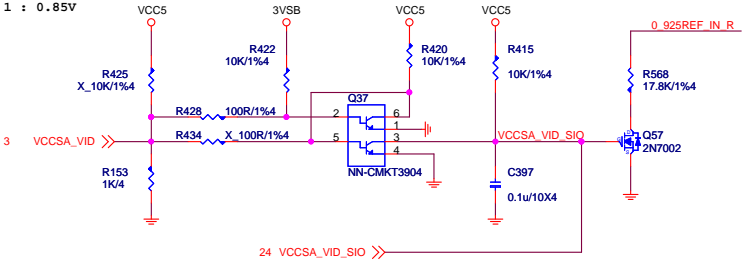 1 : 0.85V
VCC5 3VSB VCC5 VCC5
0_925REF_IN_R
R425
X_10K/1%4
R422
10K/1%4
R420
10K/1%4
R415
10K/1%4
R568
17.8K/1%4
Q37
R428 100R/1%4 2 6
1
3 VCCSA_VID R434 X_100R/1%4 5 3 VCCSA_VID_SIO
4
Q57
2N7002
NN-CMKT3904
R153
1K/4
C397
0.1u/10X4
24 VCCSA_VID_SIO